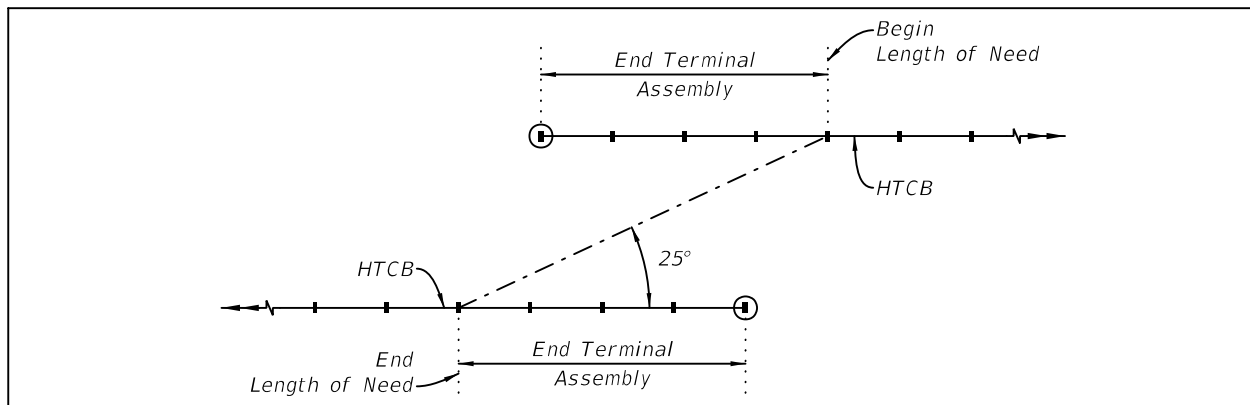 Begin
Length of Need
End Terminal
Assembly
HTCB
HTCB
25°
End
Length of Need
End Terminal
Assembly